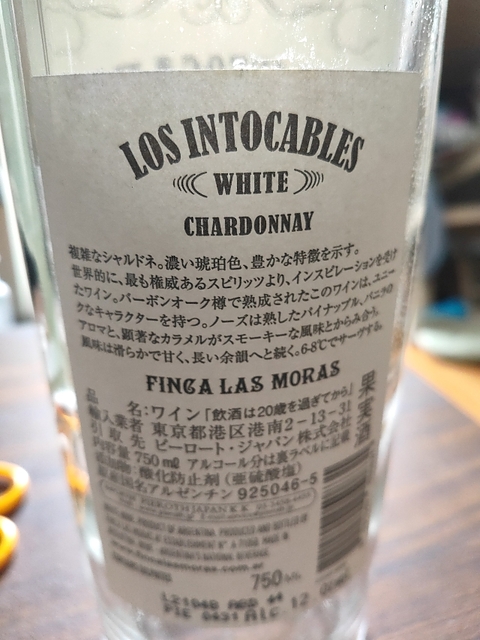 LOS INTOCABLES
WHITE
CHARDONNAY
複雑なシャルドネ。濃い琥珀色、豊かな特徴を示す。
世界的に、最も権威あるスピリッツより、インスピレーションを受け
たワイン。バーボンオーク樽で熟成されたこのワインは、ユニー
クなキャラクターを持つ。ノーズは熟したパイナップル、バニラの
アロマと、顕著なカラメルがスモーキーな風味とからみ合う。
風味は滑らかで甘く、長い余韻へと続く。6-8℃でサーヴする。
FINCA LAS MORAS
品 名:ワイン「飲酒は20歳を過ぎてから」
輸入業者 東京都港区港南2-13-31
引取先 ピーロート・ジャパン株式会社
内容量 750㎖ アルコール分は裏ラベルに記載
添加物:酸化防止剤(亜硫酸塩)
原産国名アルゼンチン 925046-5
果実酒
PIEROTH JAPAN K.K.
www.fincalasmoras.com.ar
750